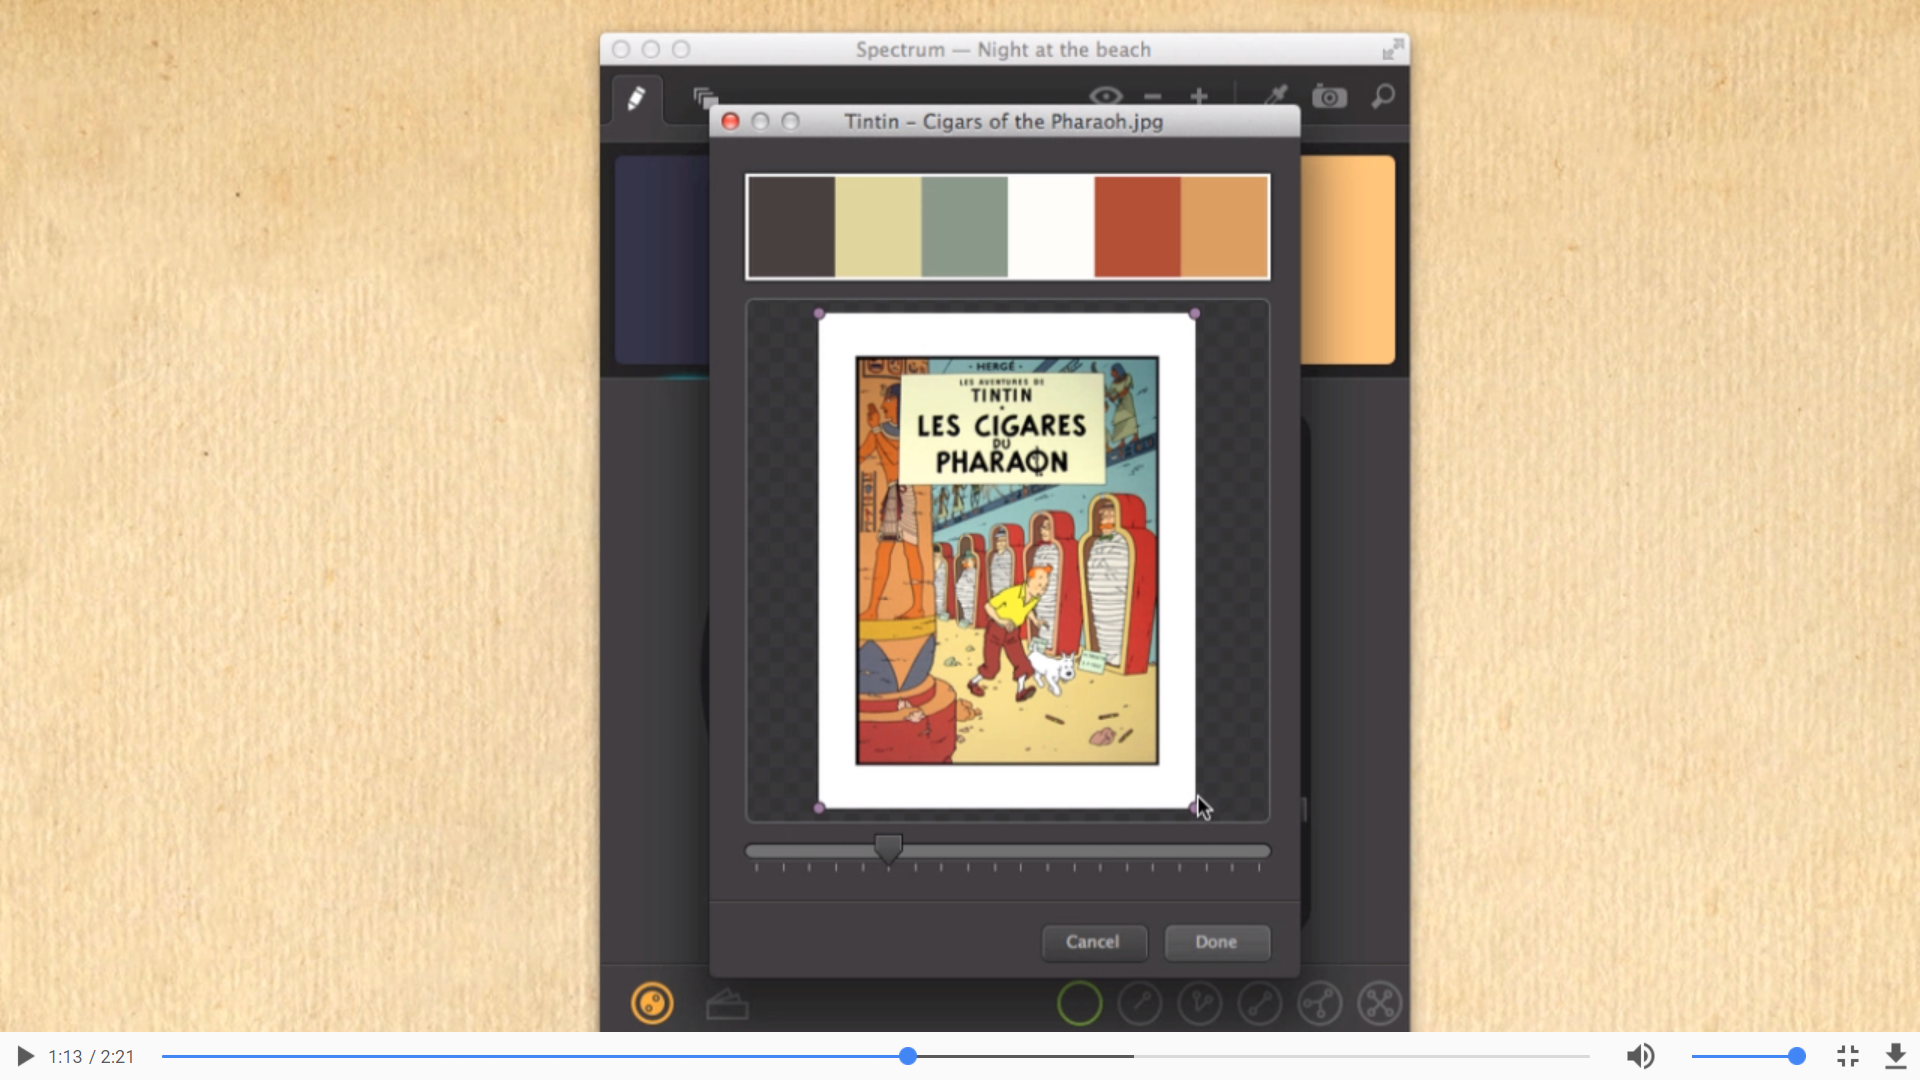 Spectrum — Night at the beach
Tintin – Cigars of the Pharaoh.jpg
· HERGÉ ·
LES AVENTURES DE
TINTIN
LES CIGARES
DU
PHARAON
Cancel
Done
1:13 / 2:21